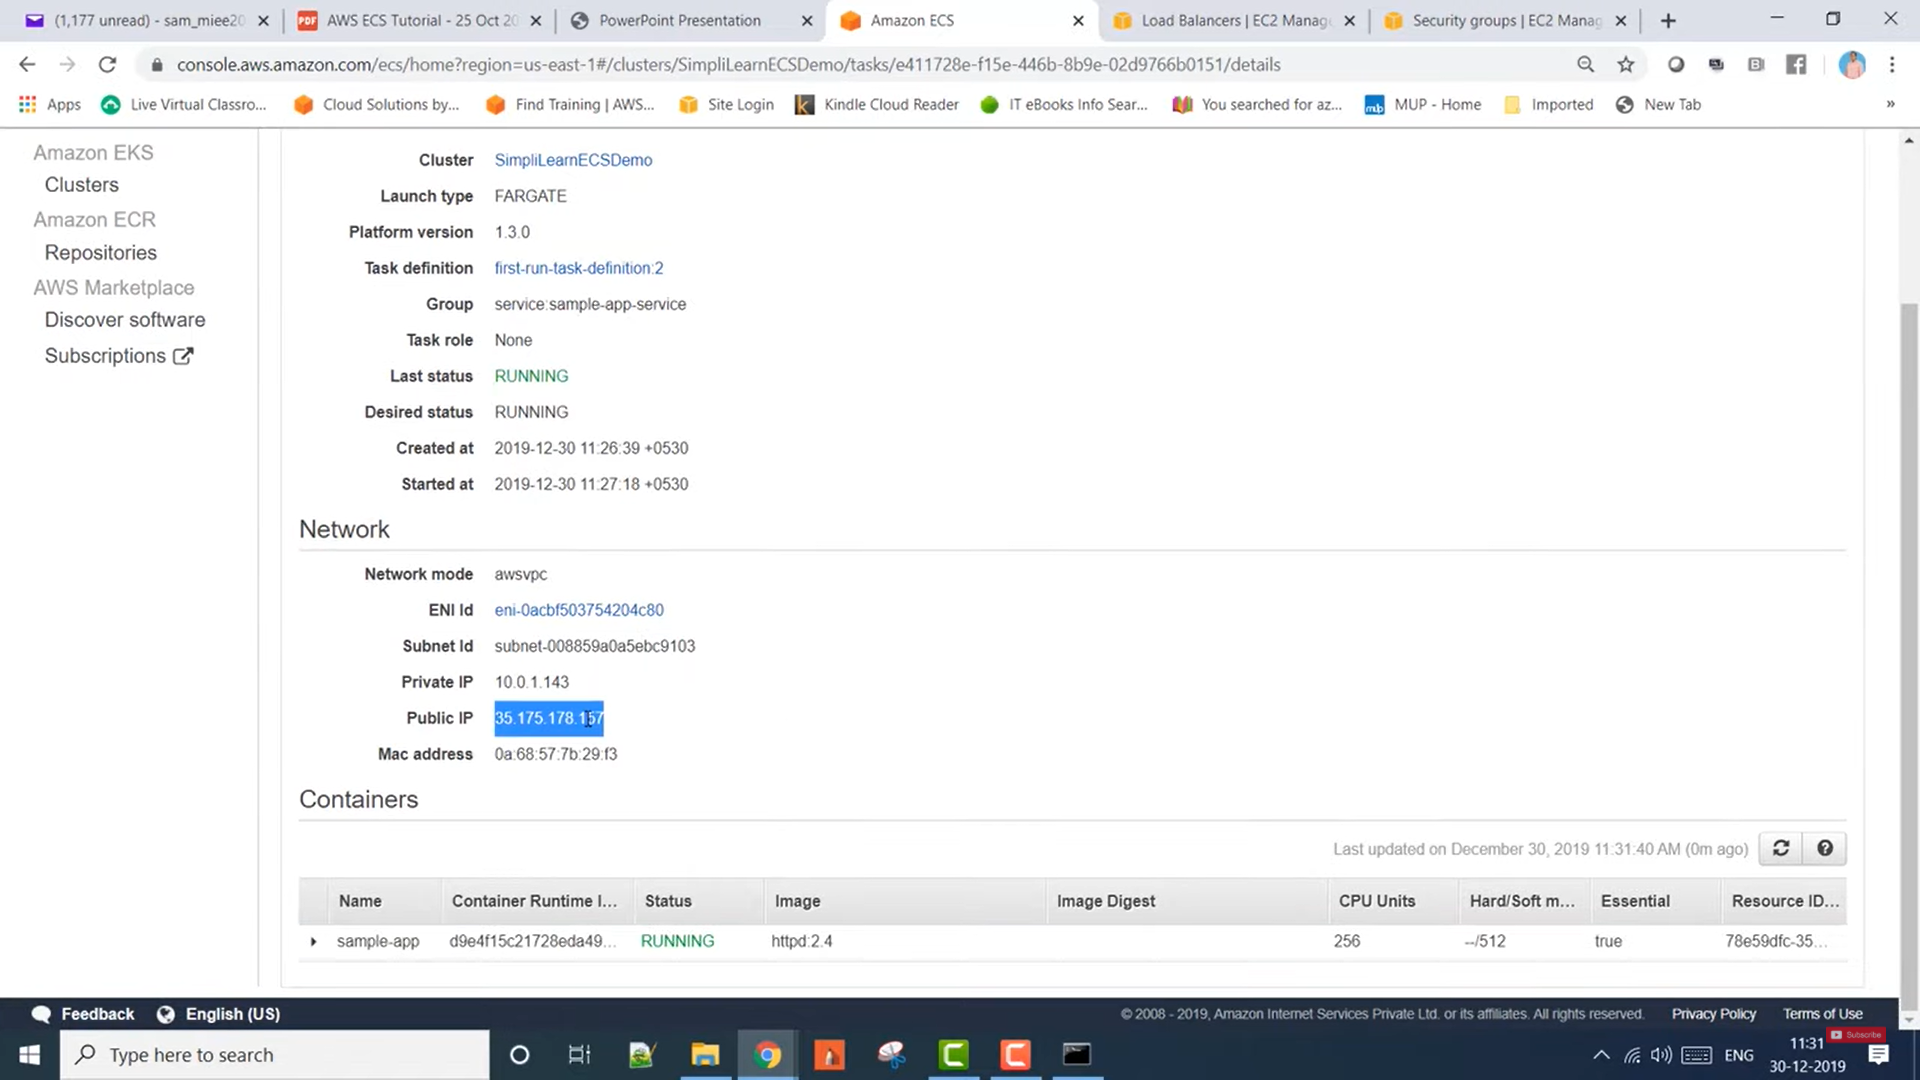 (1,177 unread) - sam_miee20
AWS ECS Tutorial - 25 Oct 20
PowerPoint Presentation
Amazon ECS
Load Balancers | EC2 Manag
Security groups | EC2 Manag
console.aws.amazon.com/ecs/home?region=us-east-1#/clusters/SimpliLearnECSDemo/tasks/e411728e-f15e-446b-8b9e-02d9766b0151/details
Apps
Live Virtual Classro...
Cloud Solutions by...
Find Training | AWS...
Site Login
Kindle Cloud Reader
IT eBooks Info Sear...
You searched for az...
MUP - Home
Imported
New Tab
»
Amazon EKS
Clusters
Amazon ECR
Repositories
AWS Marketplace
Discover software
Subscriptions
Cluster SimpliLearnECSDemo
Launch type FARGATE
Platform version 1.3.0
Task definition first-run-task-definition:2
Group service:sample-app-service
Task role None
Last status RUNNING
Desired status RUNNING
Created at 2019-12-30 11:26:39 +0530
Started at 2019-12-30 11:27:18 +0530
Network
Network mode awsvpc
ENI Id eni-0acbf503754204c80
Subnet Id subnet-008859a0a5ebc9103
Private IP 10.0.1.143
Public IP
Mac address 0a:68:57:7b:29:f3
Containers
Last updated on December 30, 2019 11:31:40 AM (0m ago)
Name Container Runtime I... Status Image Image Digest CPU Units Hard/Soft m... Essential Resource ID...
sample-app d9e4f15c21728eda49... RUNNING httpd:2.4 256 --/512 true 78e59dfc-35...
Feedback English (US)
© 2008 - 2019, Amazon Internet Services Private Ltd. or its affiliates. All rights reserved. Privacy Policy Terms of Use
Subscribe
Type here to search
ENG
11:31
30-12-2019